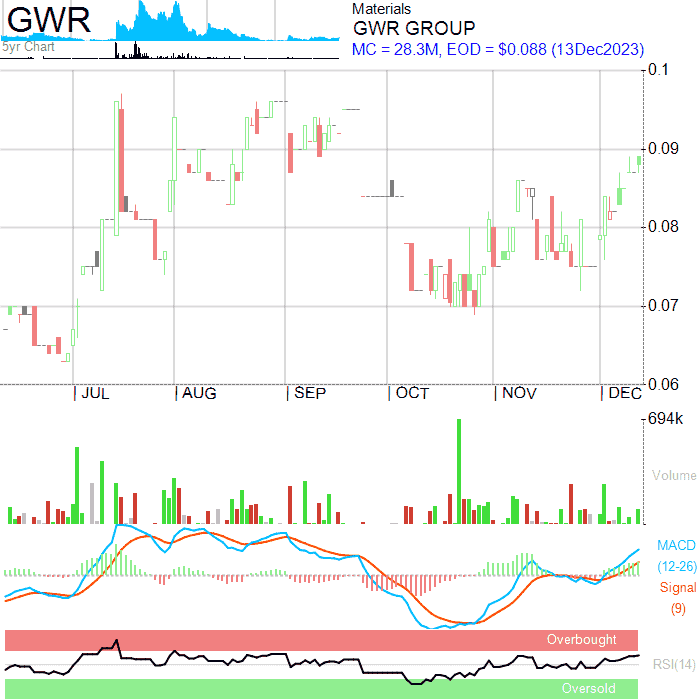 GWR
5yr Chart
Materials
GWR GROUP
MC = 28.3M, EOD = $0.088 (13Dec2023)
0.1
0.09
0.08
0.07
0.06
JUL AUG SEP OCT NOV DEC
694k
Volume
MACD
(12-26)
Signal
(9)
Overbought
RSI(14)
Oversold